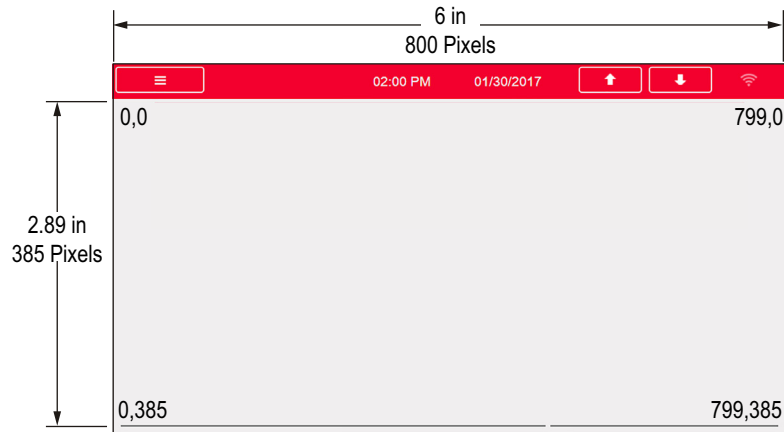 6 in
800 Pixels
02:00 PM 01/30/2017
0,0 799,0
2.89 in
385 Pixels
0,385 799,385